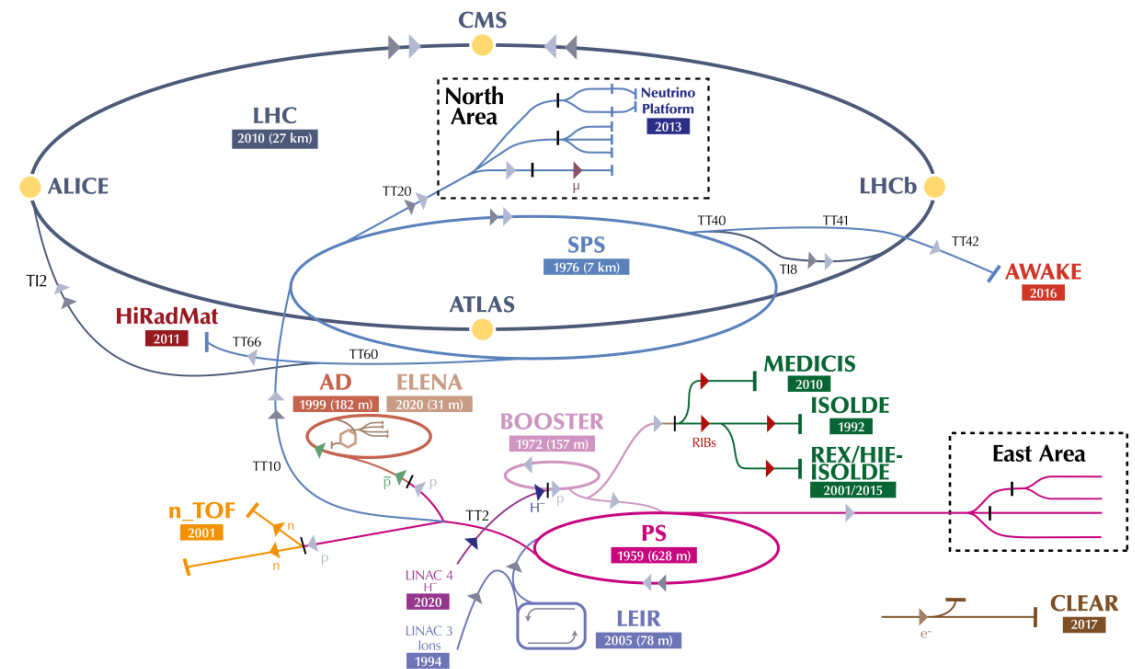 CMS
North
Area
Neutrino
Platform
2013
LHC
2010 (27 km)
μ
ALICE
LHCb
TT20
TT40
TT41
TT42
SPS
1976 (7 km)
TI8
AWAKE
2016
TI2
ATLAS
HiRadMat
2011
TT66
TT60
MEDICIS
2010
AD
1999 (182 m)
ELENA
2020 (31 m)
ISOLDE
1992
BOOSTER
1972 (157 m)
RIBs
REX/HIE-
ISOLDE
2001/2015
East Area
TT10
p̅
p
H⁻
p
n_TOF
2001
TT2
n
n
p
PS
1959 (628 m)
LINAC 4
H⁻
2020
LINAC 3
Ions
1994
LEIR
2005 (78 m)
CLEAR
2017
e⁻